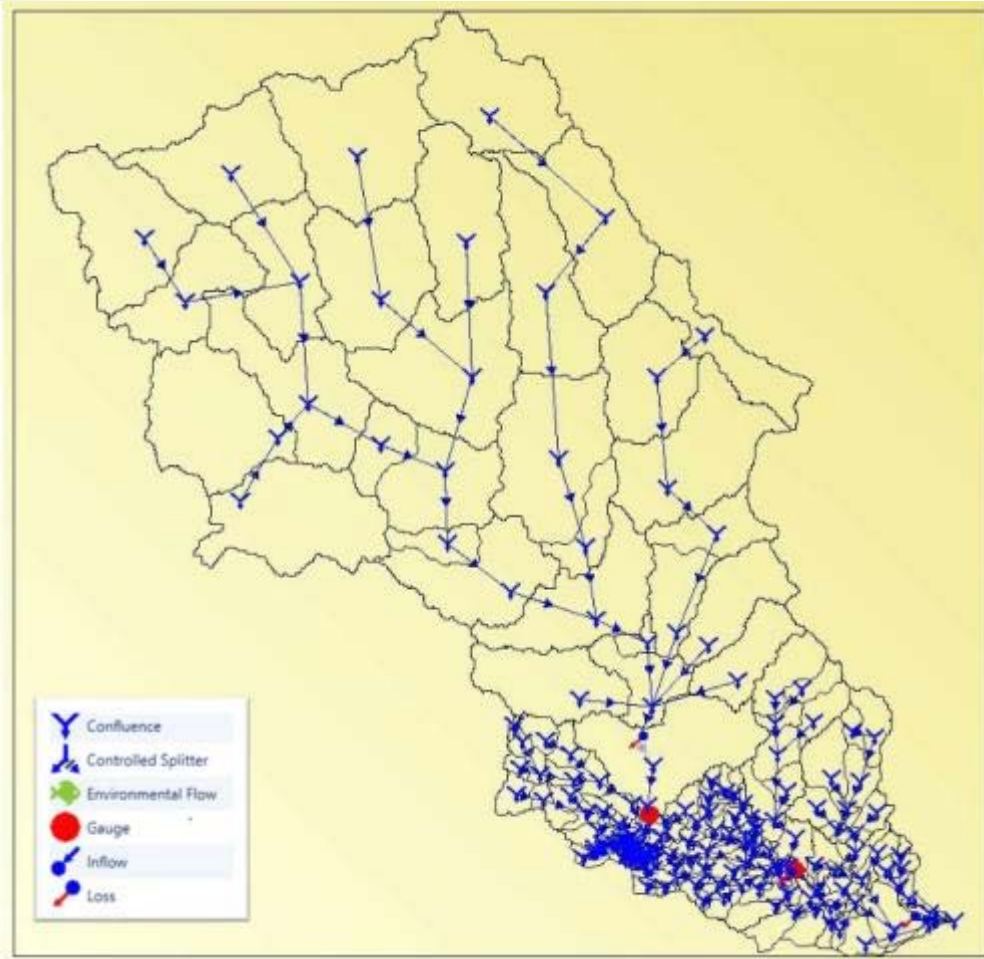 Confluence
Controlled Splitter
Environmental Flow
Gauge
Inflow
Loss